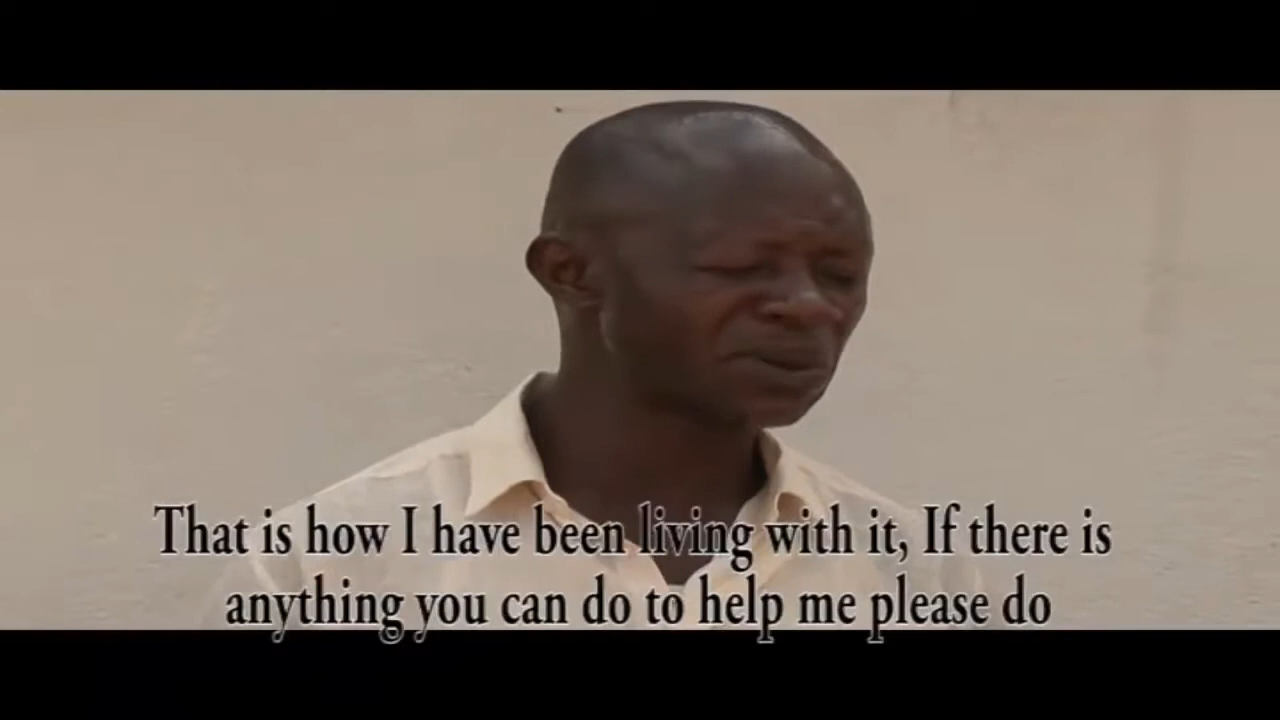 That is how I have been living with it, If there is
anything you can do to help me please do